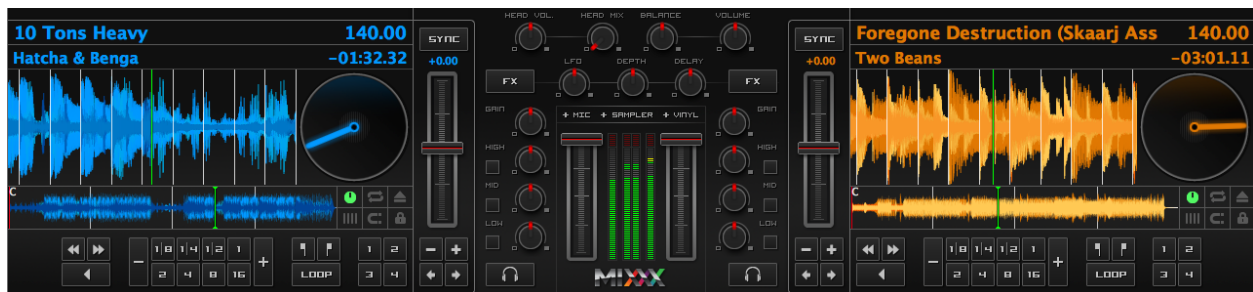 HEAD VOL. HEAD MIX BALANCE VOLUME
10 Tons Heavy 140.00
SYNC
SYNC
Foregone Destruction (Skaarj Ass 140.00
Hatcha & Benga -01:32.32
+0.00
+0.00
Two Beans -03:01.11
LFO DEPTH DELAY
FX
FX
GAIN
GAIN
+ MIC + SAMPLER + VINYL
HIGH
HIGH
MID
MID
C
C
LOW
LOW
1/8 1/4 1/2 1
1 2
1/8 1/4 1/2 1
1 2
2 4 8 16
LOOP
3 4
MIXXX
2 4 8 16
LOOP
3 4